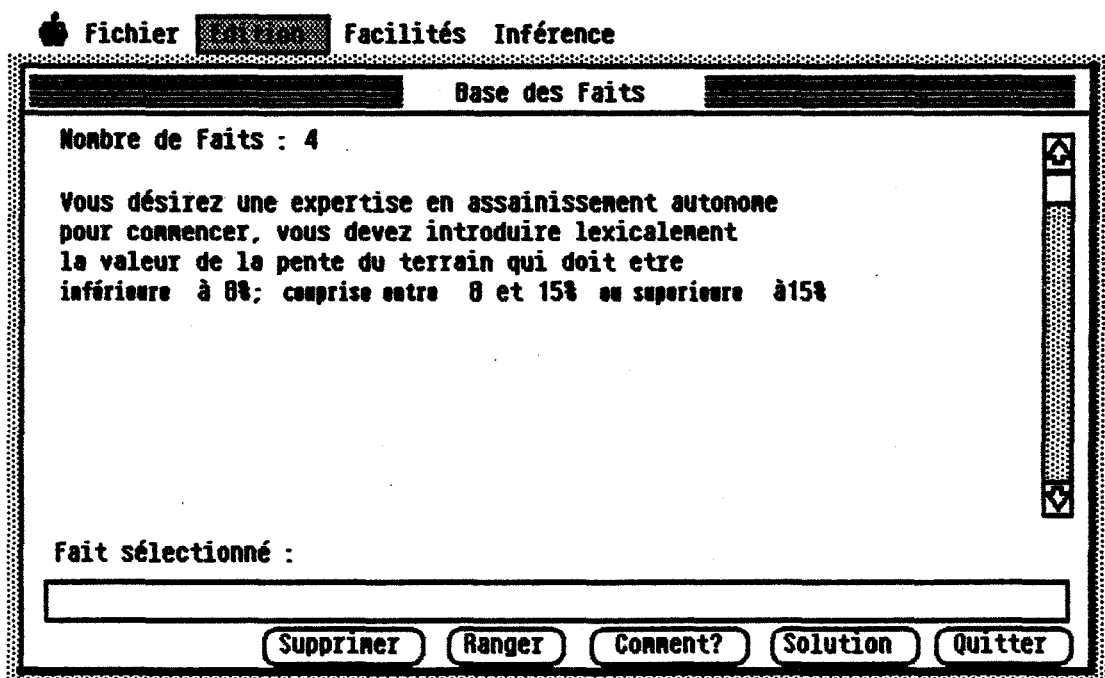 Fichier Edition Facilités Inférence
Base des Faits
Nombre de Faits : 4
Vous désirez une expertise en assainissement autonome
pour commencer, vous devez introduire lexicalement
la valeur de la pente du terrain qui doit etre
inférieure à 8%; comprise entre 8 et 15% ou superieure à15%
Fait sélectionné :
Supprimer Ranger Comment? Solution Quitter